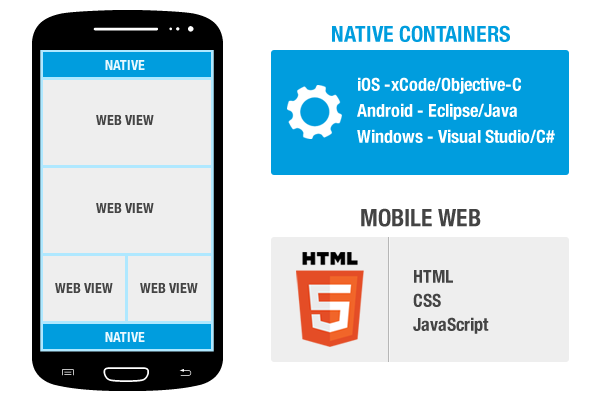 NATIVE
WEB VIEW
WEB VIEW
WEB VIEW WEB VIEW
NATIVE
NATIVE CONTAINERS
iOS -xCode/Objective-C
Android - Eclipse/Java
Windows - Visual Studio/C#
MOBILE WEB
HTML
5
HTML
CSS
JavaScript